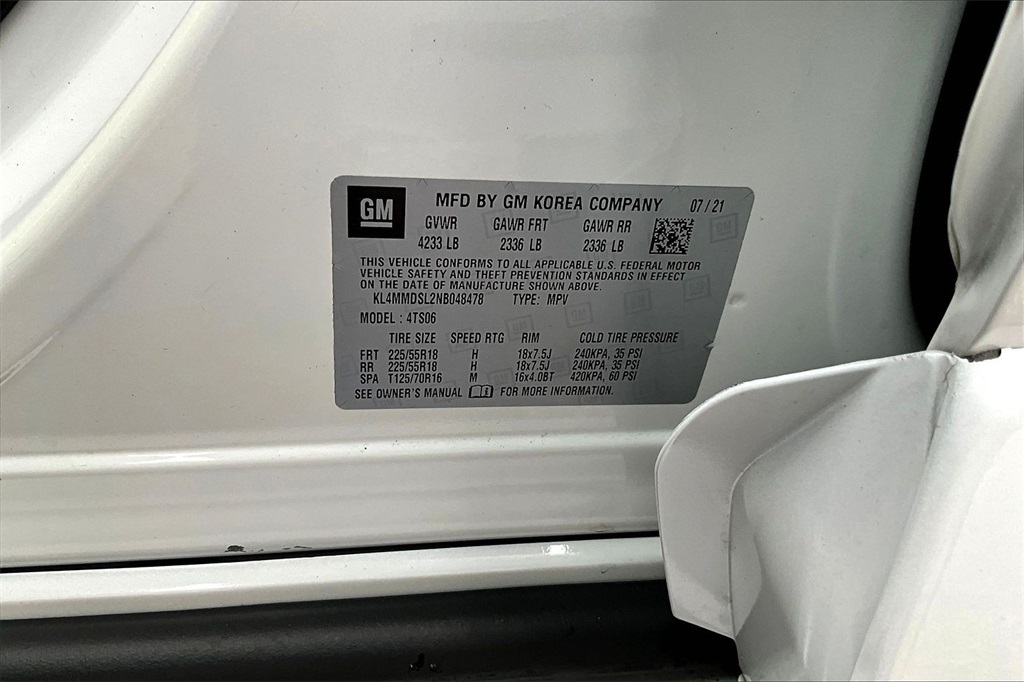 GM MFD BY GM KOREA COMPANY 07 / 21
GVWR GAWR FRT GAWR RR
4233 LB 2336 LB 2336 LB
THIS VEHICLE CONFORMS TO ALL APPLICABLE U.S. FEDERAL MOTOR
VEHICLE SAFETY AND THEFT PREVENTION STANDARDS IN EFFECT
ON THE DATE OF MANUFACTURE SHOWN ABOVE.
KL4MMDSL2NB048478 TYPE: MPV
MODEL : 4TS06
TIRE SIZE SPEED RTG RIM COLD TIRE PRESSURE
FRT 225/55R18 H 18x7.5J 240KPA, 35 PSI
RR 225/55R18 H 18x7.5J 240KPA, 35 PSI
SPA T125/70R16 M 16x4.0BT 420KPA, 60 PSI
SEE OWNER'S MANUAL FOR MORE INFORMATION.